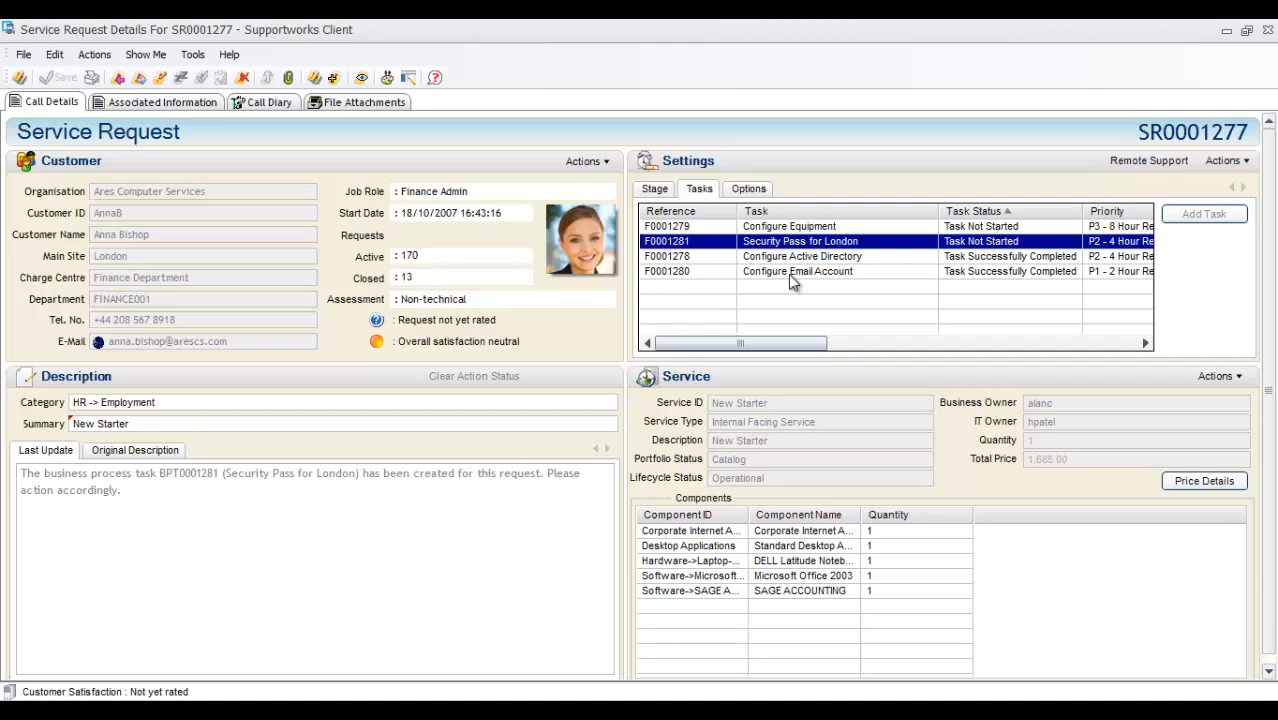 Service Request Details For SR0001277 - Supportworks Client
File Edit Actions Show Me Tools Help
Save
Call Details Associated Information Call Diary File Attachments
Service Request SR0001277
Customer Actions
Organisation Ares Computer Services
Customer ID AnnaB
Customer Name Anna Bishop
Main Site London
Charge Centre Finance Department
Department FINANCE001
Tel. No. +44 208 567 8918
E-Mail anna.bishop@arescs.com
Job Role : Finance Admin
Start Date : 18/10/2007 16:43:16
Requests
Active : 170
Closed : 13
Assessment : Non-technical
: Request not yet rated
: Overall satisfaction neutral
Settings Remote Support Actions
Stage Tasks Options
Reference Task Task Status Priority
F0001279 Configure Equipment Task Not Started P3 - 8 Hour Re
F0001281 Security Pass for London Task Not Started P2 - 4 Hour Re
F0001278 Configure Active Directory Task Successfully Completed P2 - 4 Hour Re
F0001280 Configure Email Account Task Successfully Completed P1 - 2 Hour Re
Add Task
Description Clear Action Status
Category HR -> Employment
Summary New Starter
Last Update Original Description
The business process task BPT0001281 (Security Pass for London) has been created for this request. Please
action accordingly.
Service Actions
Service ID New Starter
Service Type Internal Facing Service
Description New Starter
Portfolio Status Catalog
Lifecycle Status Operational
Business Owner alanc
IT Owner hpatel
Quantity 1
Total Price 1,685.00
Price Details
Components
Component ID Component Name Quantity
Corporate Internet A... Corporate Internet A... 1
Desktop Applications Standard Desktop A... 1
Hardware->Laptop-... DELL Latitude Noteb... 1
Software->Microsoft... Microsoft Office 2003 1
Software->SAGE A... SAGE ACCOUNTING 1
Customer Satisfaction : Not yet rated